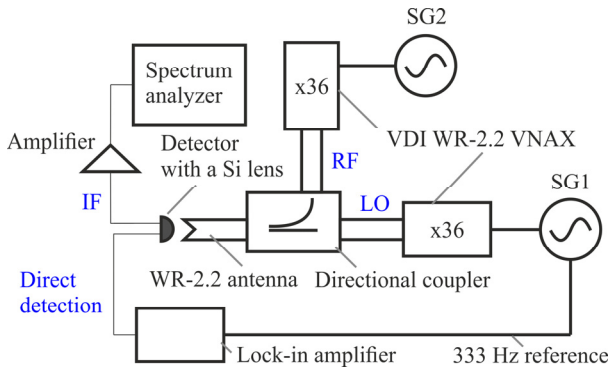 SG2
Spectrum
analyzer
x36
Amplifier
Detector
with a Si lens
VDI WR-2.2 VNAX
RF
IF
LO
SG1
x36
Direct
detection
WR-2.2 antenna
Directional coupler
Lock-in amplifier
333 Hz reference